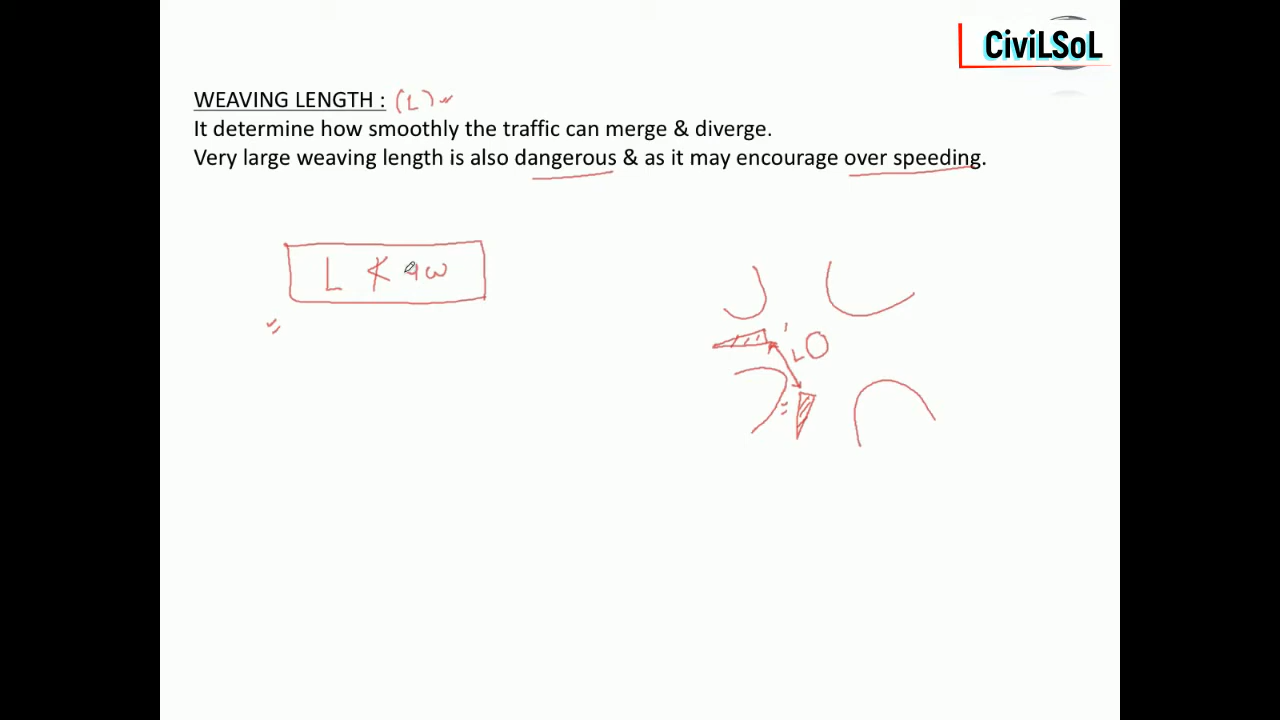 CiviLSoL
WEAVING LENGTH : (L)
It determine how smoothly the traffic can merge & diverge.
Very large weaving length is also dangerous & as it may encourage over speeding.
L ≮ 4w
L